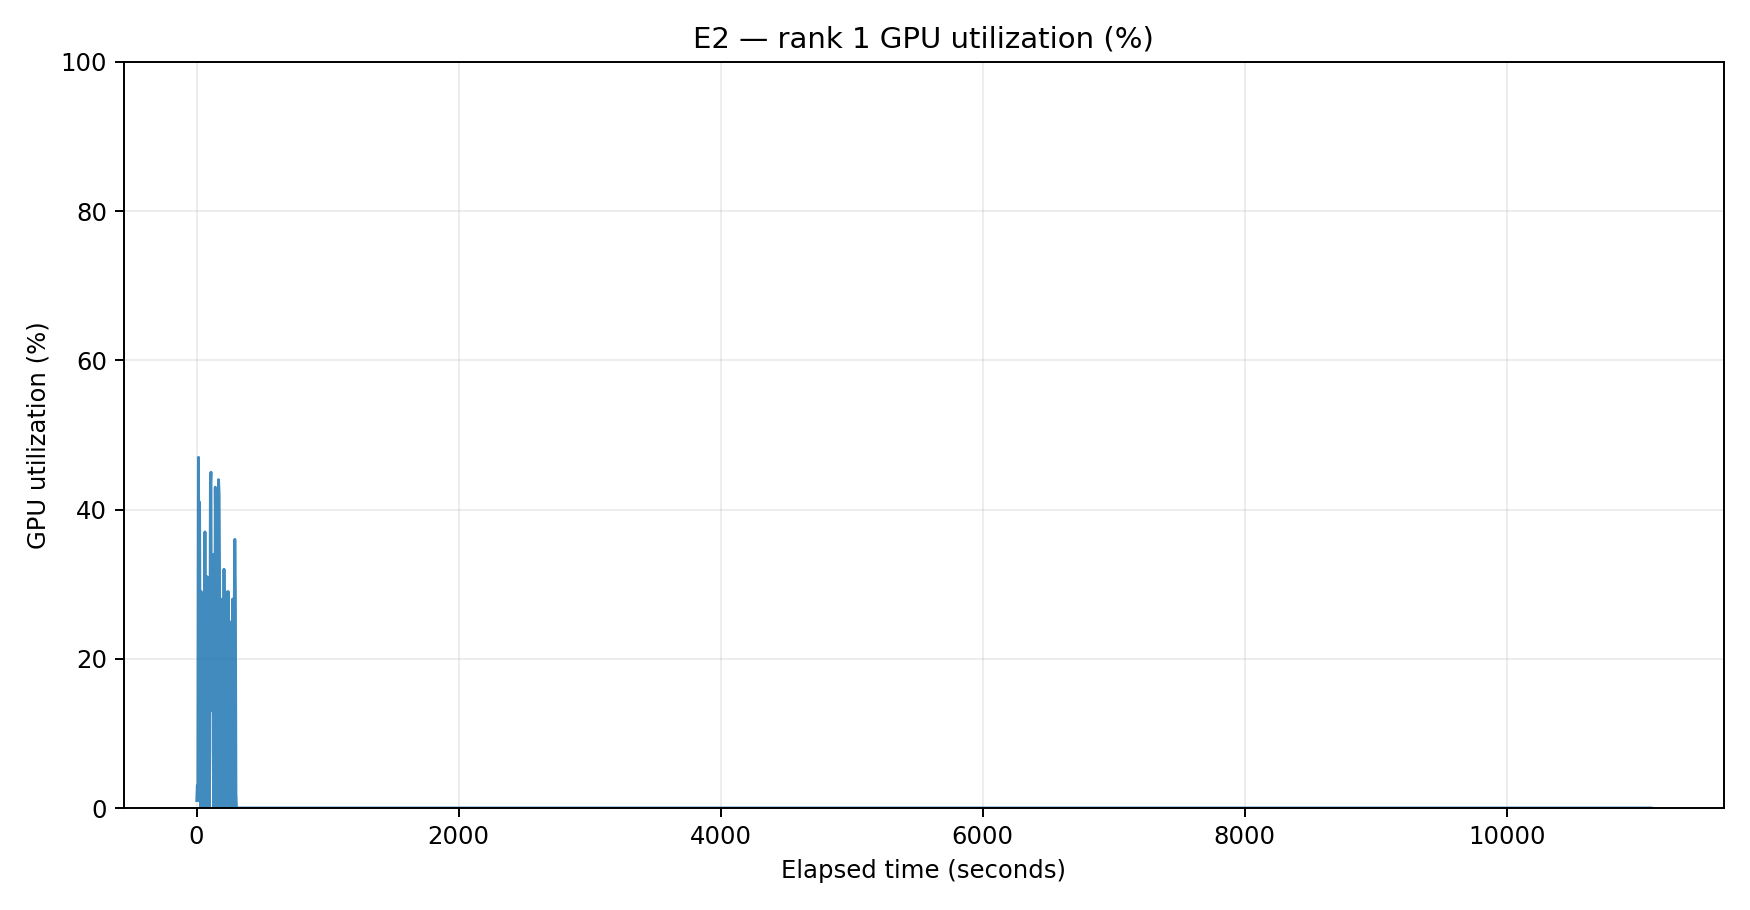 E2 — rank 1 GPU utilization (%)
100
80
60
40
20
0
GPU utilization (%)
0 2000 4000 6000 8000 10000
Elapsed time (seconds)